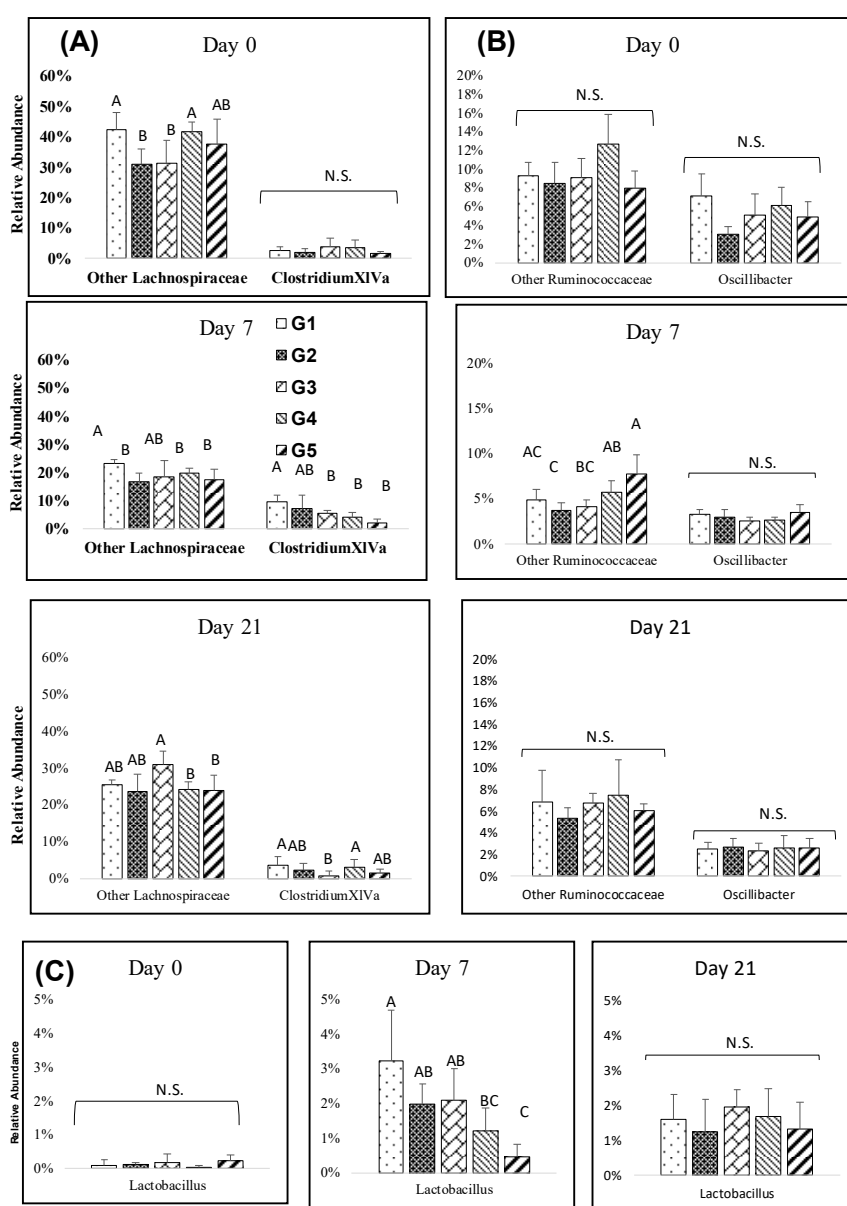 (A)
Day 0
Relative Abundance
60%
50%
40%
30%
20%
10%
0%
A
B
B
A
AB
N.S.
Other Lachnospiraceae
ClostridiumXlVa
(B)
Day 0
20%
18%
16%
14%
12%
10%
8%
6%
4%
2%
0%
N.S.
N.S.
Other Ruminococcaceae
Oscillibacter
Day 7
G1
G2
G3
G4
G5
Relative Abundance
60%
50%
40%
30%
20%
10%
0%
A
B
AB
B
B
A
AB
B
B
B
Other Lachnospiraceae
ClostridiumXlVa
Day 7
20%
15%
10%
5%
0%
AC
C
BC
AB
A
N.S.
Other Ruminococcaceae
Oscillibacter
Day 21
Relative Abundance
60%
50%
40%
30%
20%
10%
0%
AB
AB
A
B
B
A
AB
B
A
AB
Other Lachnospiraceae
ClostridiumXlVa
Day 21
20%
18%
16%
14%
12%
10%
8%
6%
4%
2%
0%
N.S.
N.S.
Other Ruminococcaceae
Oscillibacter
(C)
Day 0
Relative Abundance
5%
4%
3%
2%
1%
0%
N.S.
Lactobacillus
Day 7
5%
4%
3%
2%
1%
0%
A
AB
AB
BC
C
Lactobacillus
Day 21
5%
4%
3%
2%
1%
0%
N.S.
Lactobacillus